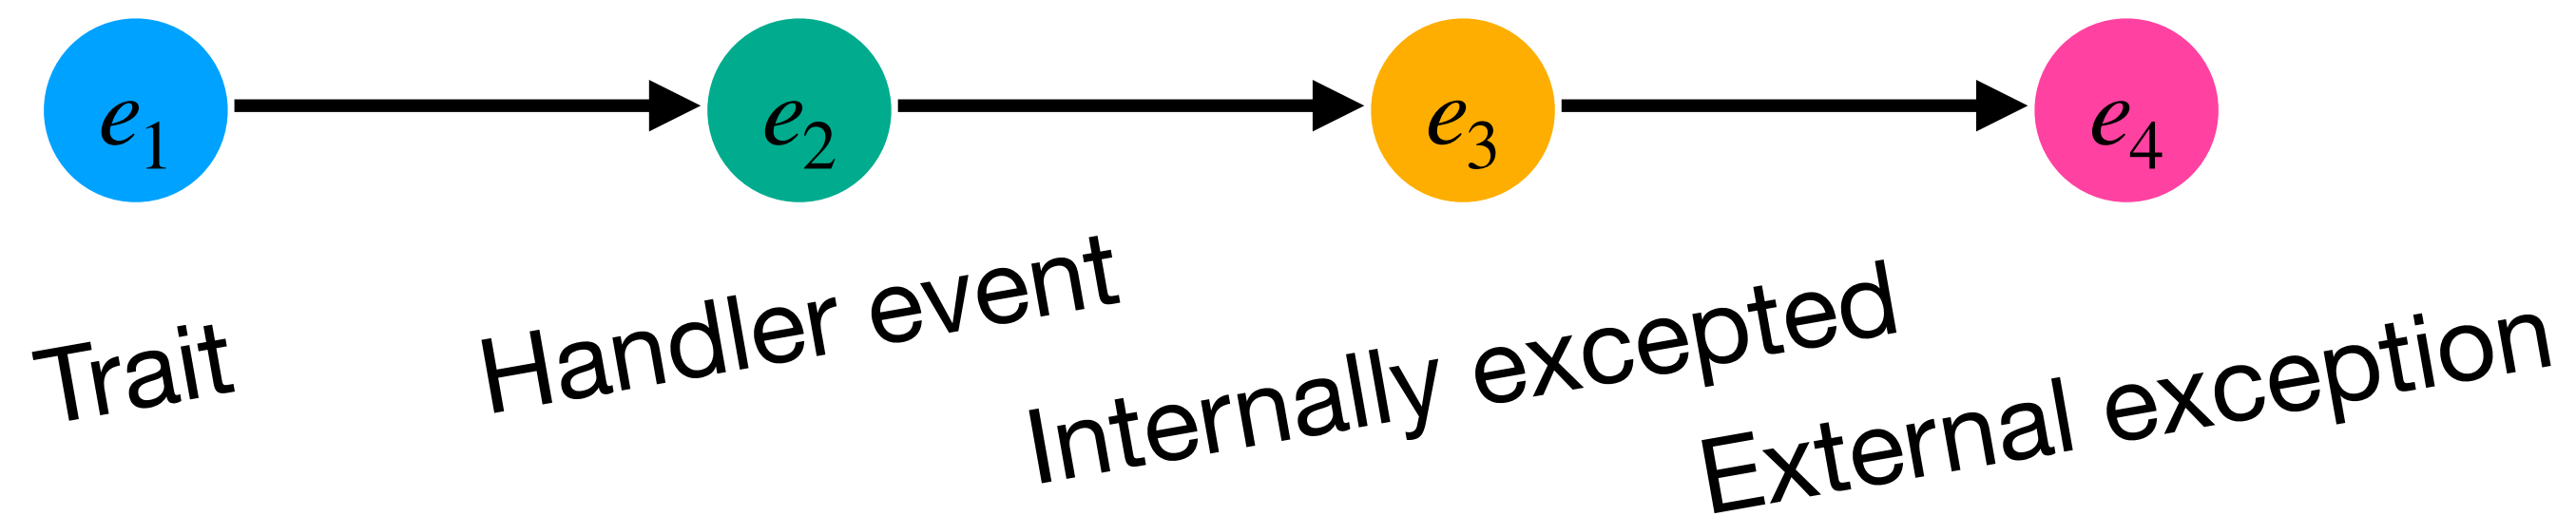 e1
e2
e3
e4
Trait
Handler event
Internally excepted
External exception